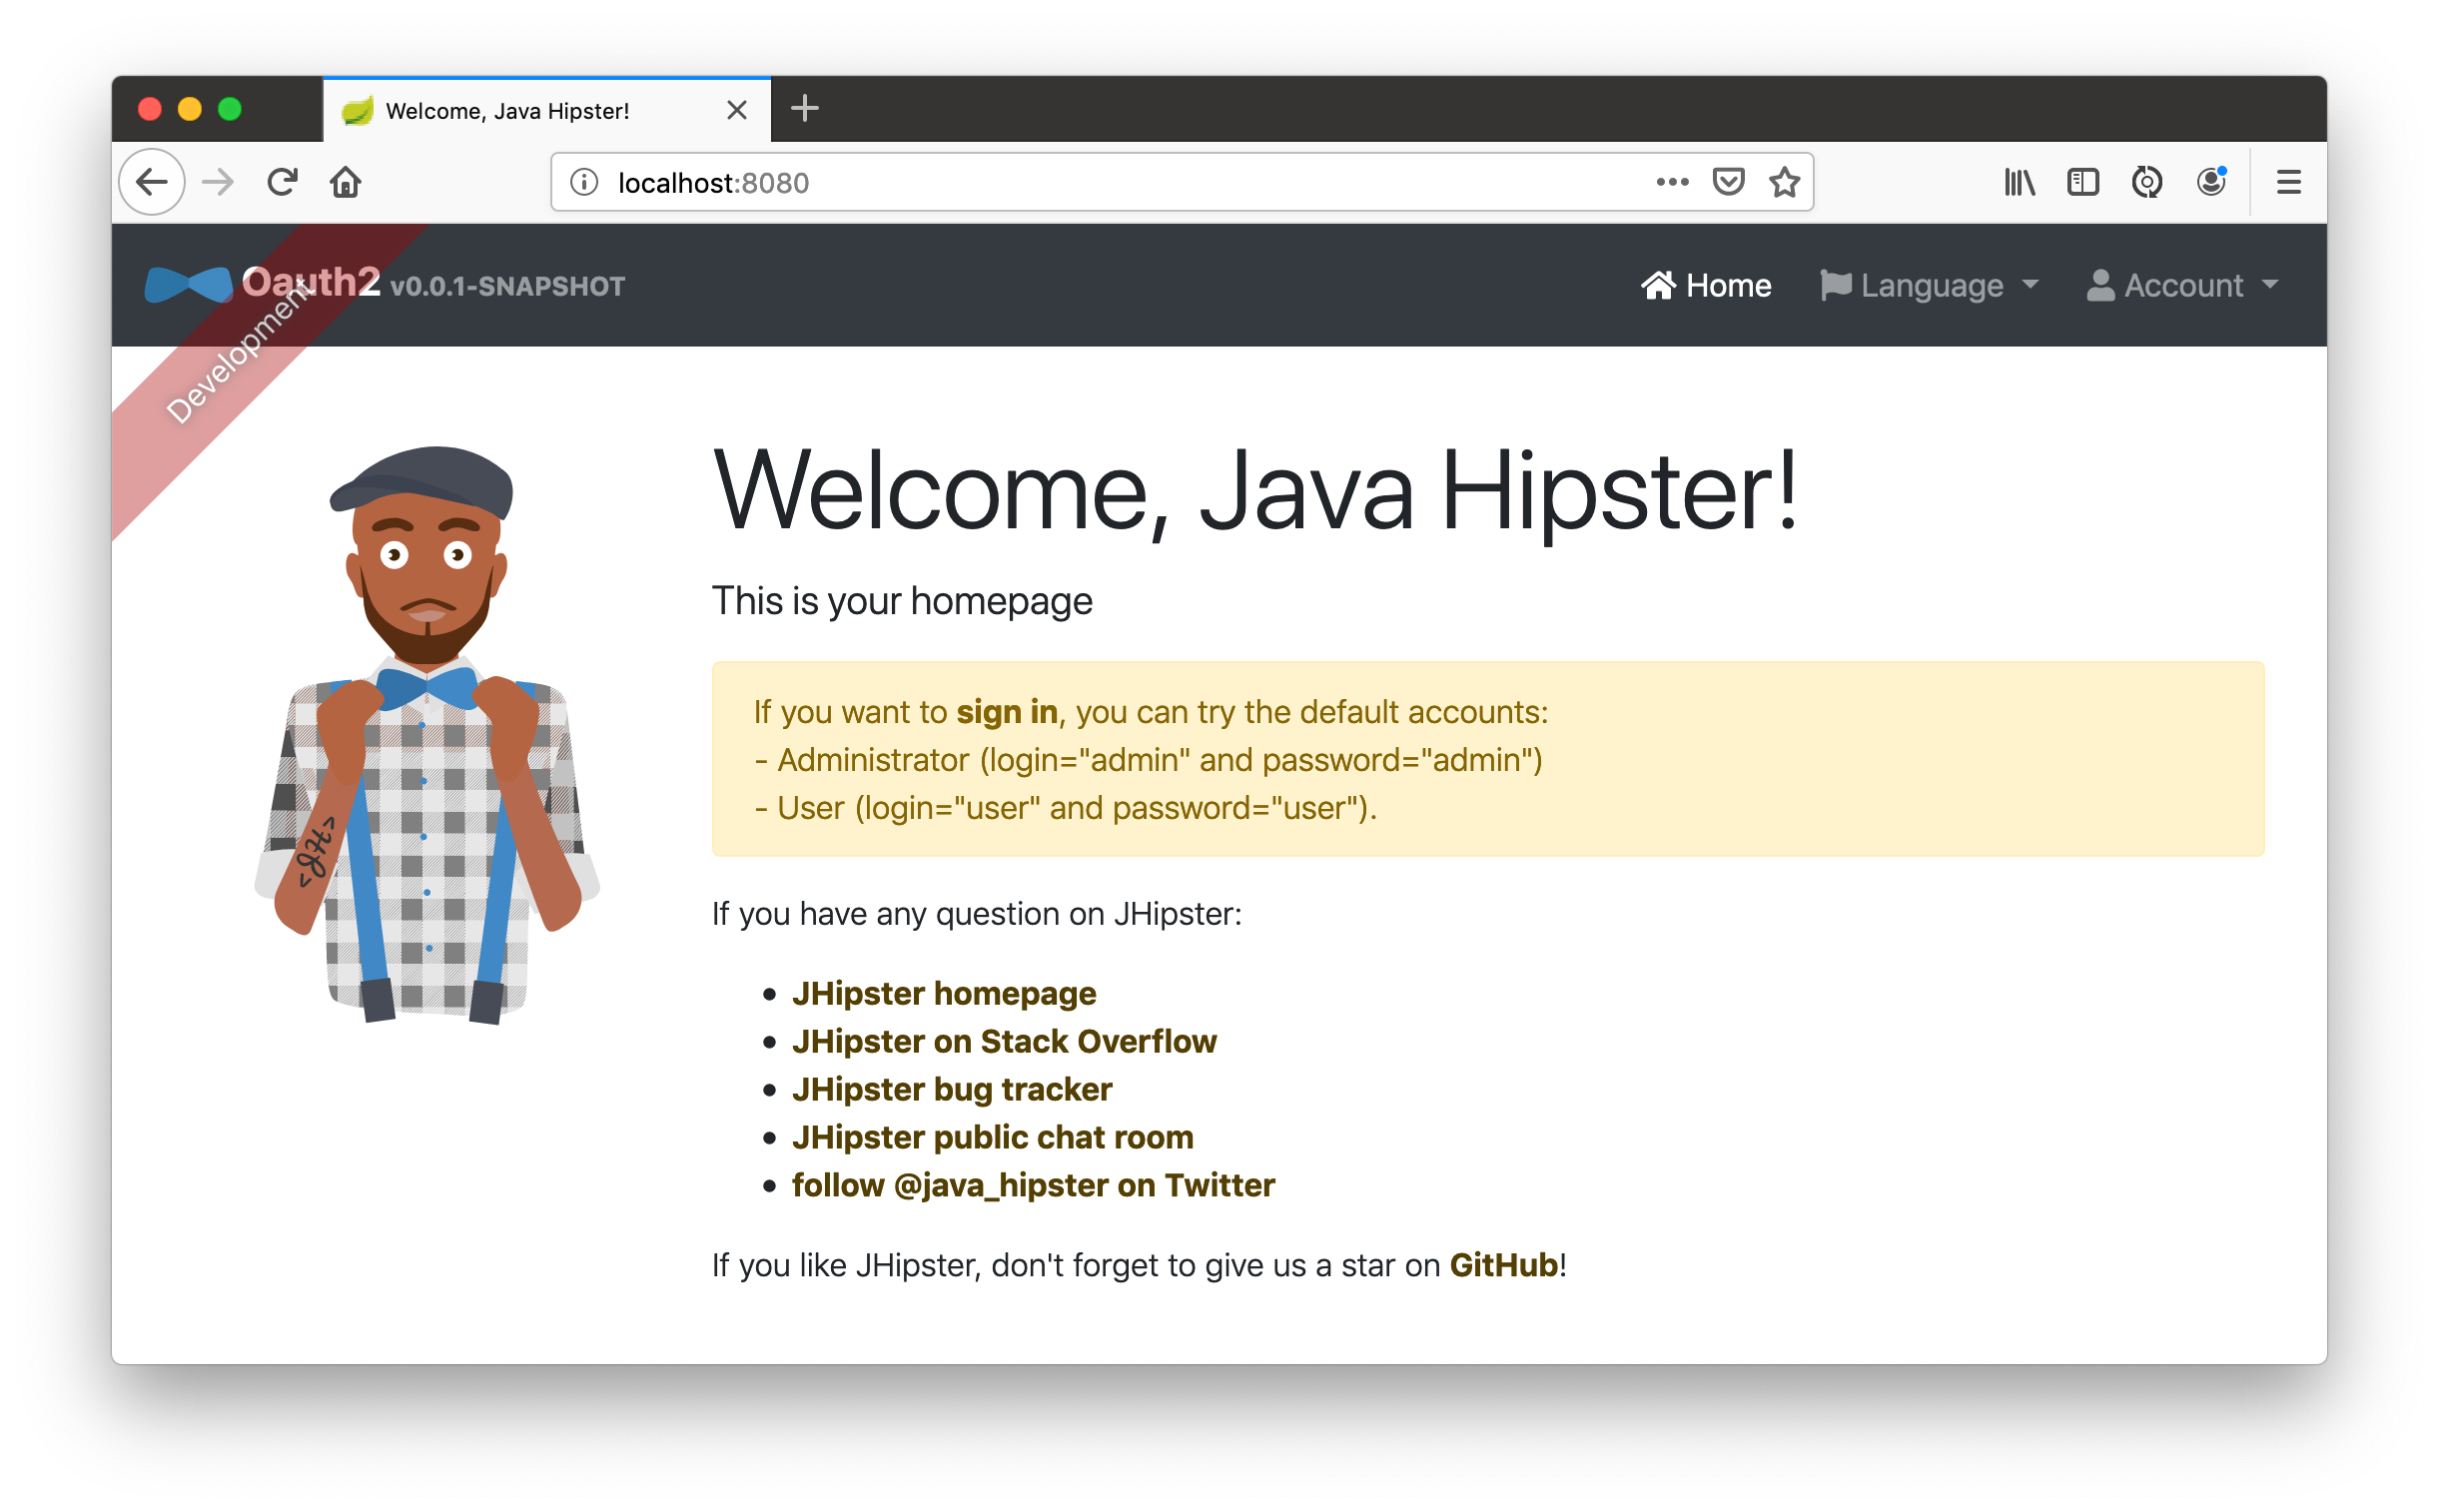 Welcome, Java Hipster!
localhost:8080
Oauth2 v0.0.1-SNAPSHOT
Home
Language
Account
Development
Welcome, Java Hipster!
This is your homepage
If you want to sign in, you can try the default accounts:
- Administrator (login="admin" and password="admin")
- User (login="user" and password="user").
If you have any question on JHipster:
• JHipster homepage
• JHipster on Stack Overflow
• JHipster bug tracker
• JHipster public chat room
• follow @java_hipster on Twitter
If you like JHipster, don't forget to give us a star on GitHub!
<JH>